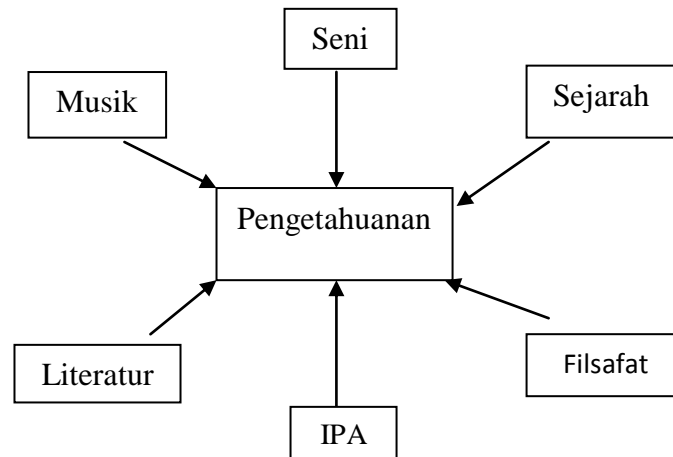 Seni
Musik
Sejarah
Pengetahuanan
Literatur
Filsafat
IPA